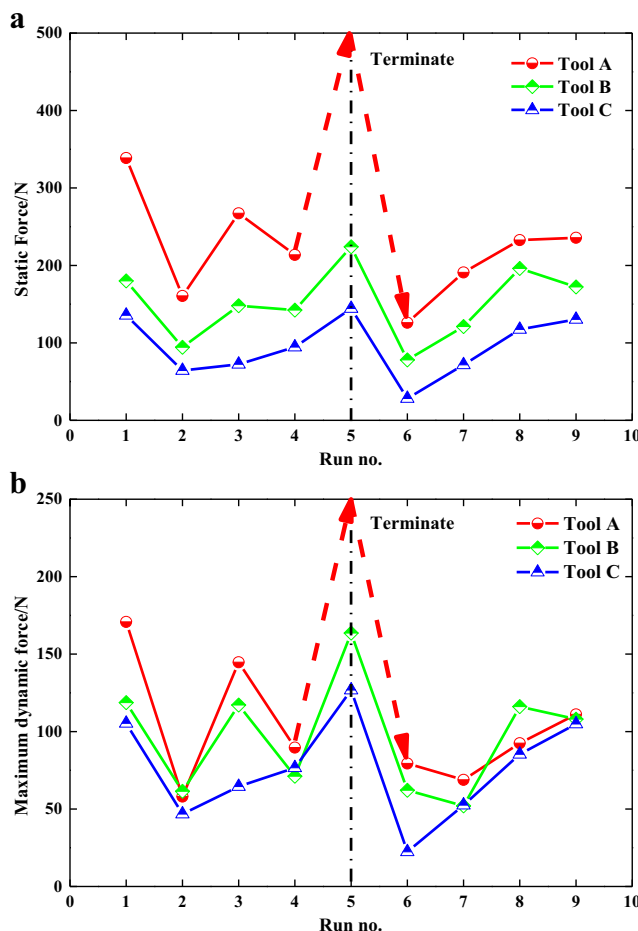 a
500
400
300
200
100
0
Static Force/N
Terminate
Tool A
Tool B
Tool C
0 1 2 3 4 5 6 7 8 9 10
Run no.
b
250
200
150
100
50
0
Maximum dynamic force/N
Terminate
Tool A
Tool B
Tool C
0 1 2 3 4 5 6 7 8 9 10
Run no.